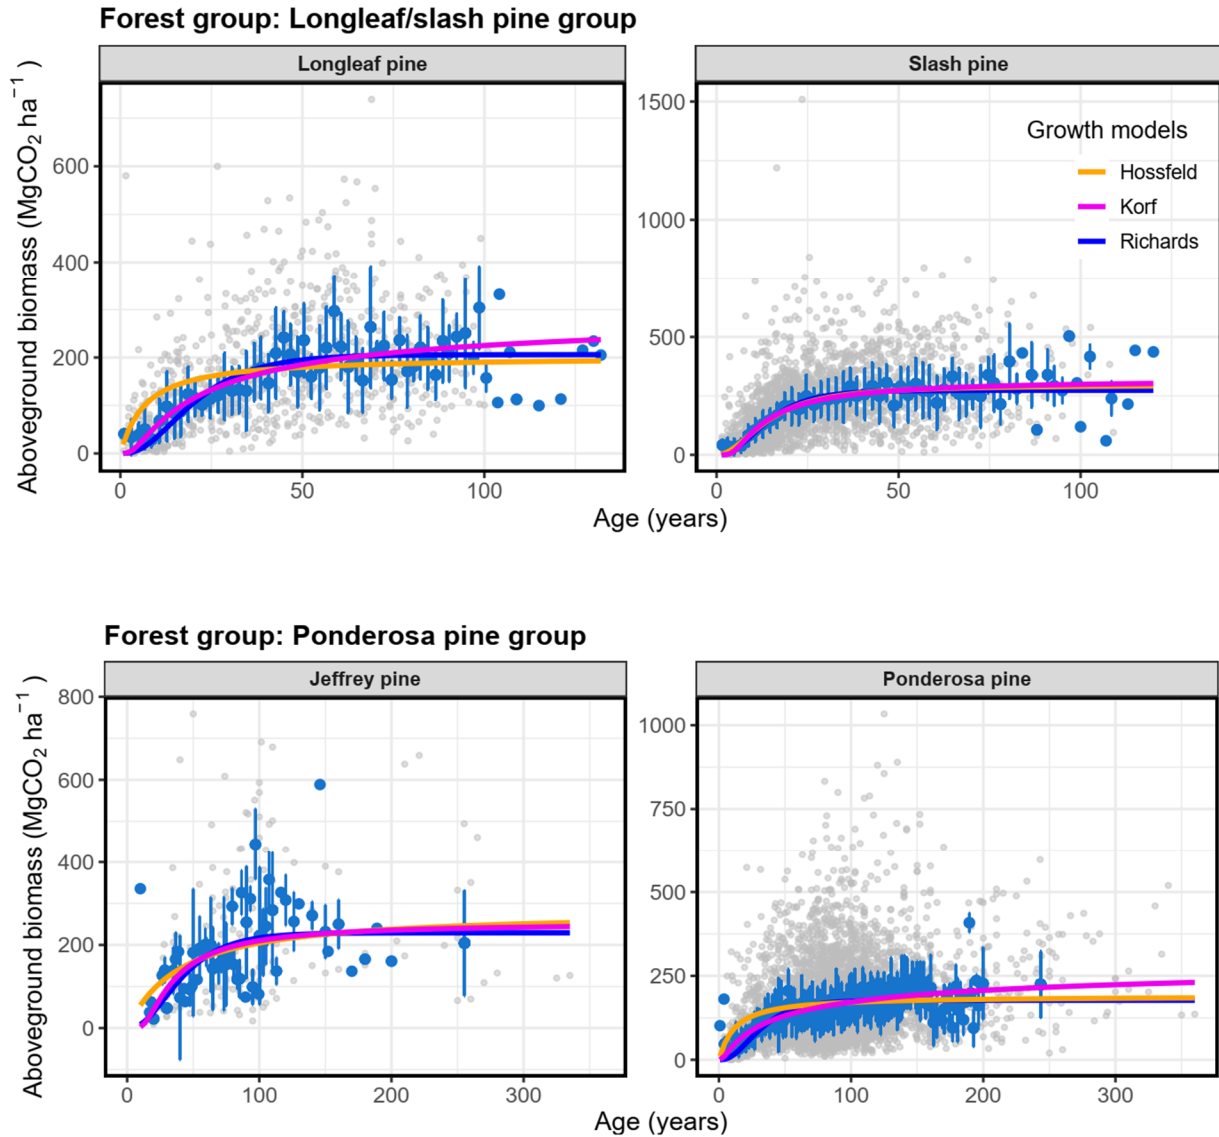 Forest group: Longleaf/slash pine group
Longleaf pine
Slash pine
Aboveground biomass (MgCO₂ ha⁻¹ )
600
400
200
0
0 50 100
1500
1000
500
0
0 50 100
Growth models
Hossfeld
Korf
Richards
Age (years)
Forest group: Ponderosa pine group
Jeffrey pine
Ponderosa pine
Aboveground biomass (MgCO₂ ha⁻¹ )
800
600
400
200
0
0 100 200 300
1000
750
500
250
0
0 100 200 300
Age (years)